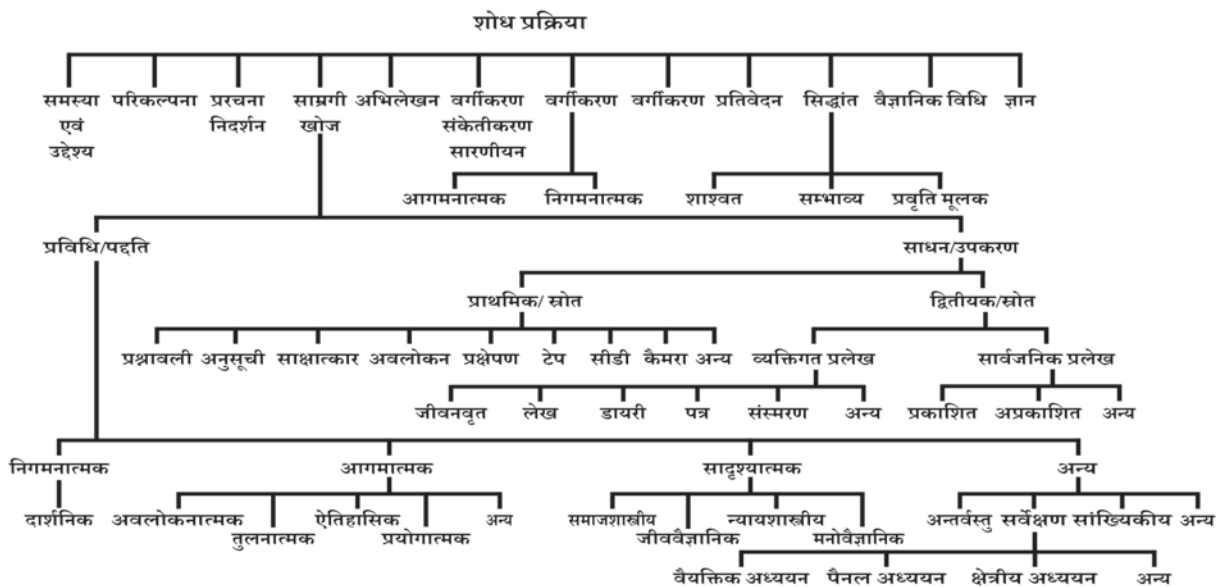 शोध प्रक्रिया
समस्या परिकल्पना प्ररचना साम्रगी अभिलेखन वर्गीकरण वर्गीकरण वर्गीकरण प्रतिवेदन सिद्धांत वैज्ञानिक विधि ज्ञान
एवं निदर्शन खोज संकेतीकरण
उद्देश्य सारणीयन
आगमनात्मक निगमनात्मक शाश्वत सम्भाव्य प्रवृति मूलक
प्रविधि/पद्दति साधन/उपकरण
प्राथमिक/ स्रोत द्वितीयक/स्रोत
प्रश्नावली अनुसूची साक्षात्कार अवलोकन प्रक्षेपण टेप सीडी कैमरा अन्य व्यक्तिगत प्रलेख सार्वजनिक प्रलेख
जीवनवृत लेख डायरी पत्र संस्मरण अन्य प्रकाशित अप्रकाशित अन्य
निगमनात्मक आगमात्मक सादृश्यात्मक अन्य
दार्शनिक अवलोकनात्मक ऐतिहासिक अन्य समाजशास्त्रीय न्यायशास्त्रीय अन्तर्वस्तु सर्वेक्षण सांख्यिकीय अन्य
तुलनात्मक प्रयोगात्मक जीववैज्ञानिक मनोवैज्ञानिक
वैयक्तिक अध्ययन पैनल अध्ययन क्षेत्रीय अध्ययन अन्य